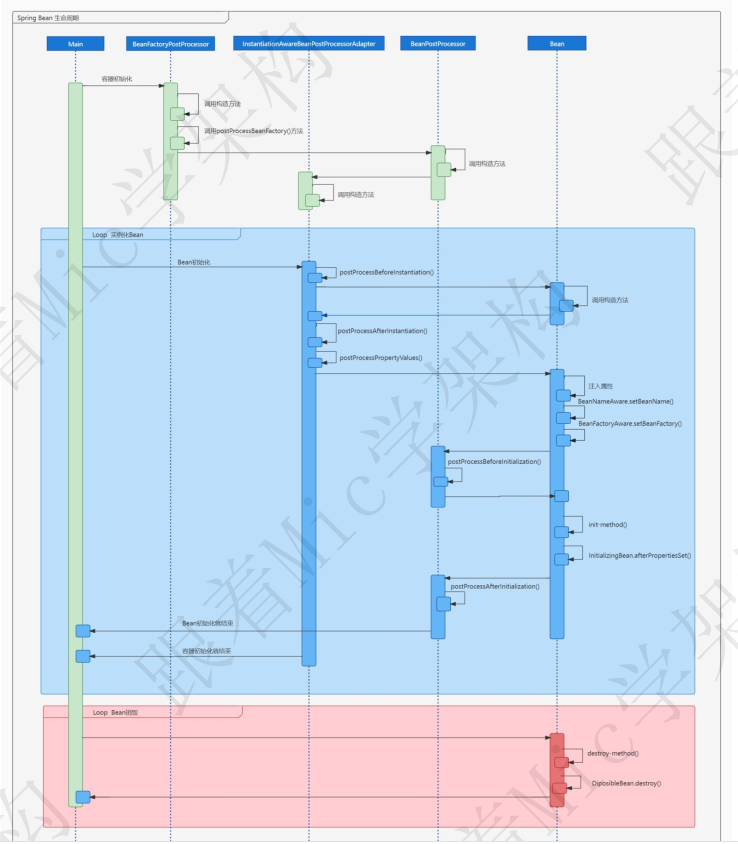 Spring Bean 生命周期
Main
BeanFactoryPostProcessor
InstantiationAwareBeanPostProcessorAdapter
BeanPostProcessor
Bean
容器初始化
调用构造方法
调用postProcessBeanFactory()方法
调用构造方法
调用构造方法
Loop 实例化Bean
Bean初始化
postProcessBeforeInstantiation()
调用构造方法
postProcessAfterInstantiation()
postProcessPropertyValues()
注入属性
BeanNameAware.setBeanName()
BeanFactoryAware.setBeanFactory()
postProcessBeforeInitialization()
init-method()
InitializingBean.afterPropertiesSet()
postProcessAfterInitialization()
Bean初始化就结束
容器初始化就结束
Loop Bean销毁
destroy-method()
DiposibleBean.destroy()
跟着Mic学架构